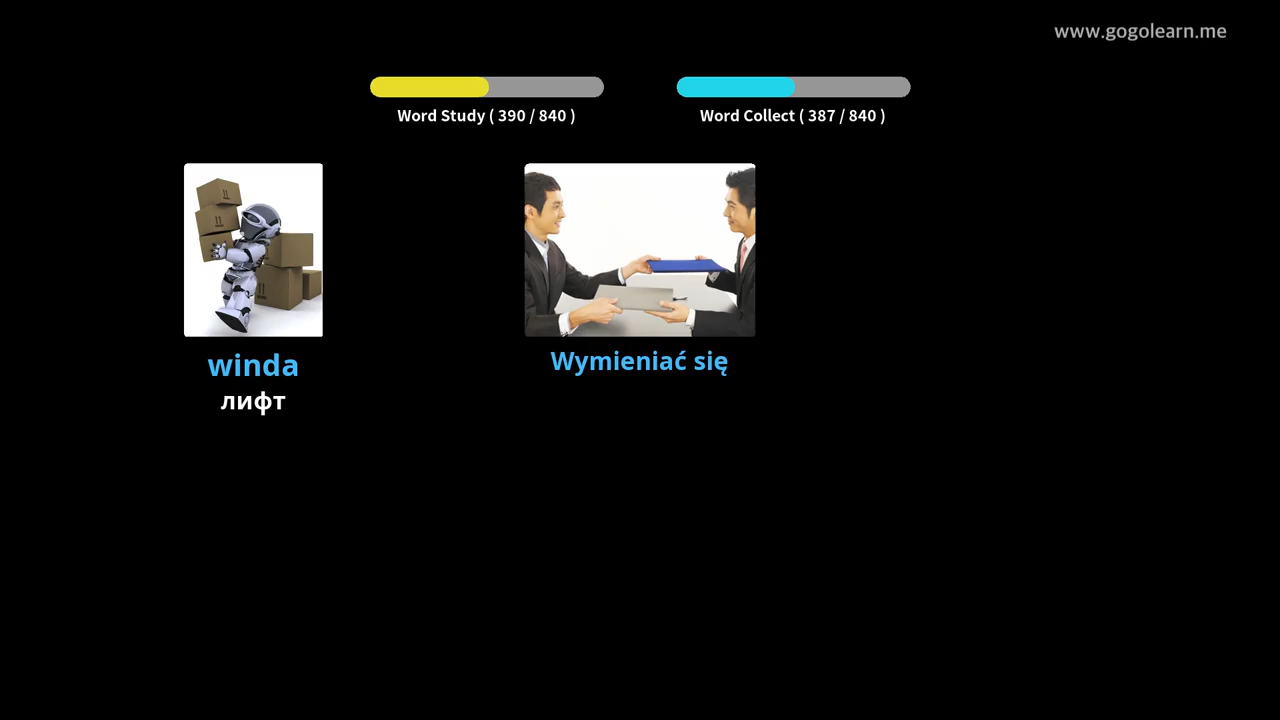 www.gogolearn.me
Word Study ( 390 / 840 )
Word Collect ( 387 / 840 )
winda
лифт
Wymieniać się